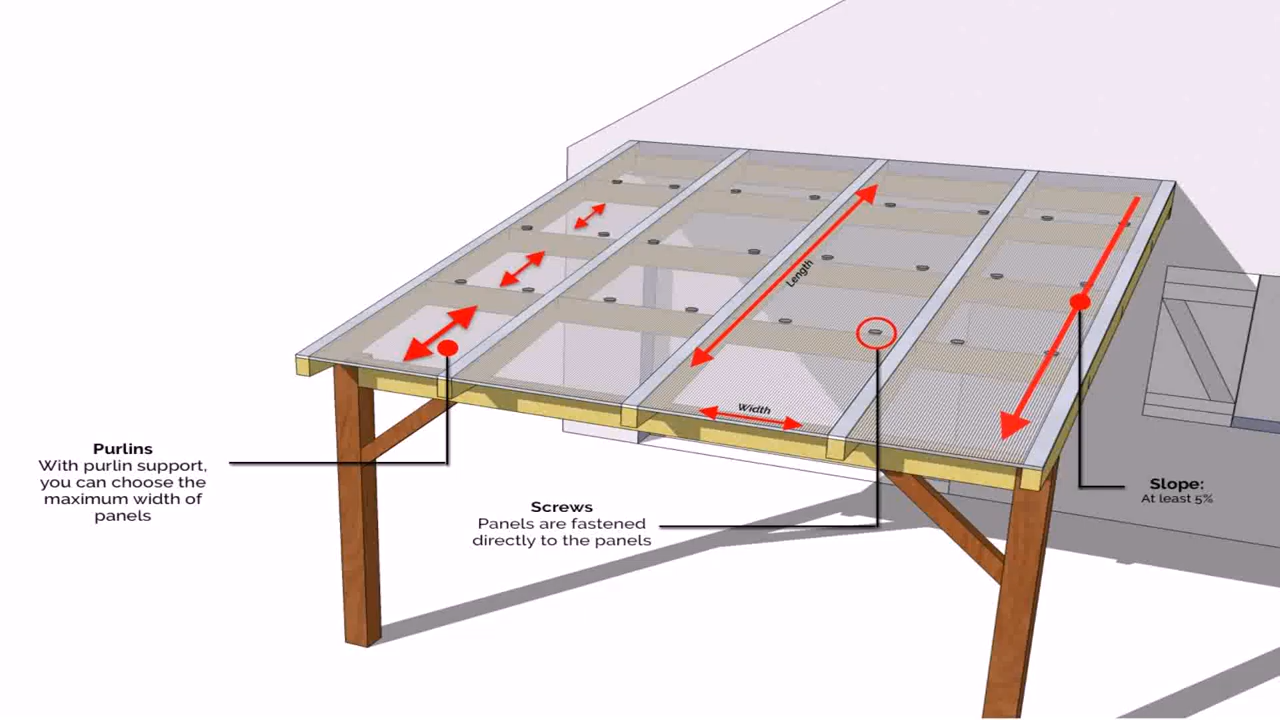 Length
Width
Purlins
With purlin support,
you can choose the
maximum width of
panels
Screws
Panels are fastened
directly to the panels
Slope:
At least 5%